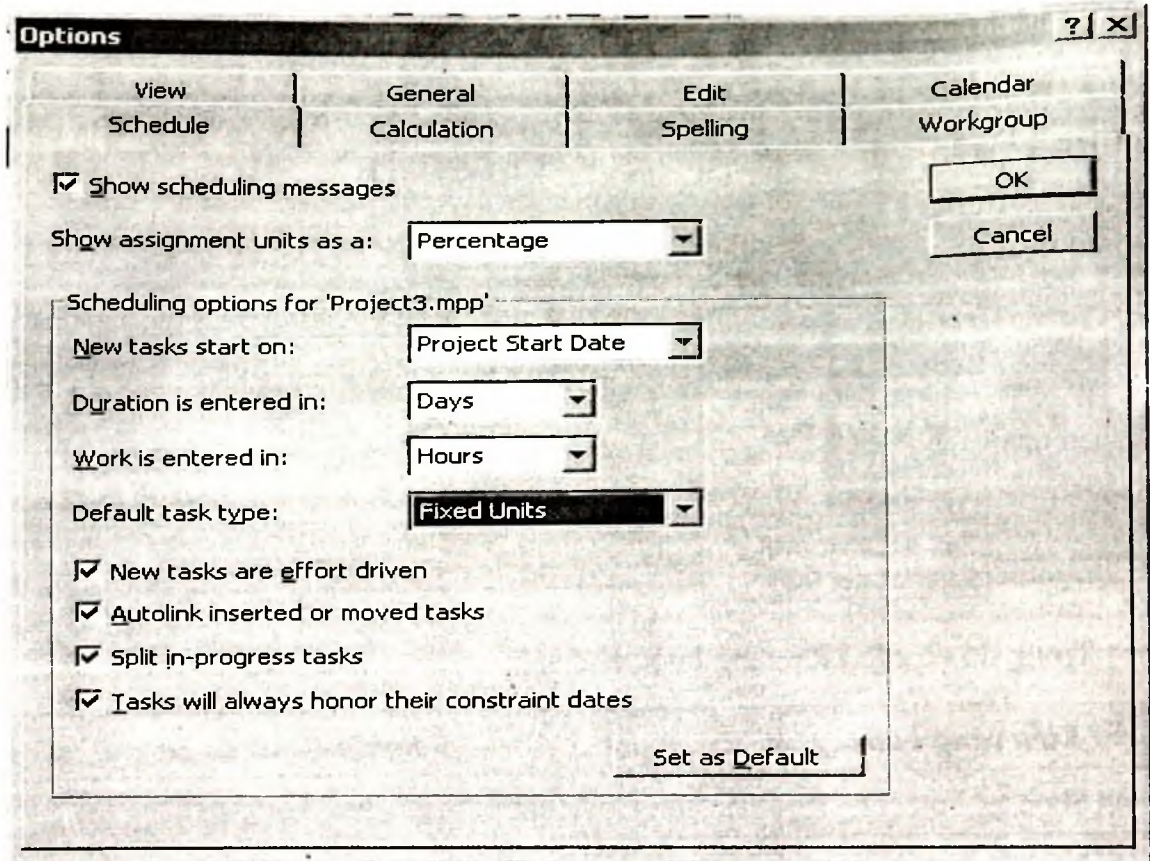 Options
View General Edit Calendar
Schedule Calculation Spelling Workgroup
Show scheduling messages
OK
Show assignment units as a: Percentage
Cancel
Scheduling options for 'Project3.mpp'
New tasks start on: Project Start Date
Duration is entered in: Days
Work is entered in: Hours
Default task type: Fixed Units
New tasks are effort driven
Autolink inserted or moved tasks
Split in-progress tasks
Tasks will always honor their constraint dates
Set as Default